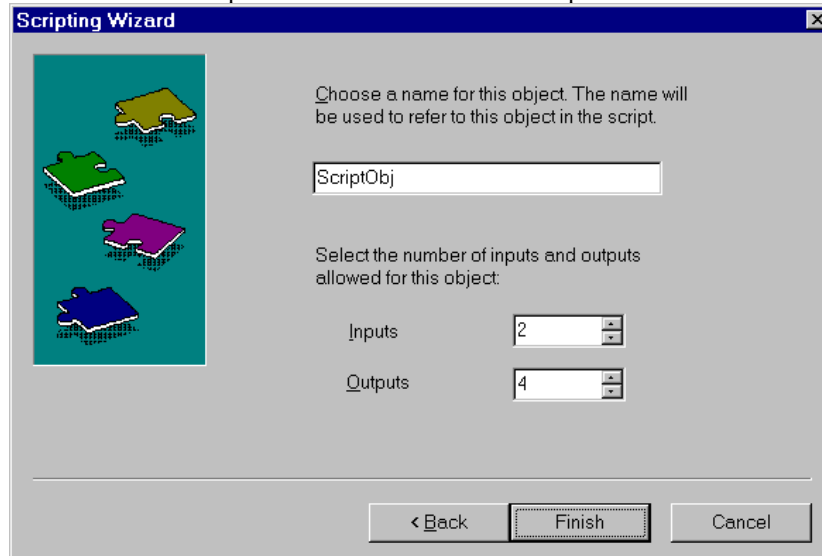 Scripting Wizard
Choose a name for this object. The name will
be used to refer to this object in the script.
ScriptObj
Select the number of inputs and outputs
allowed for this object:
Inputs 2
Outputs 4
< Back Finish Cancel